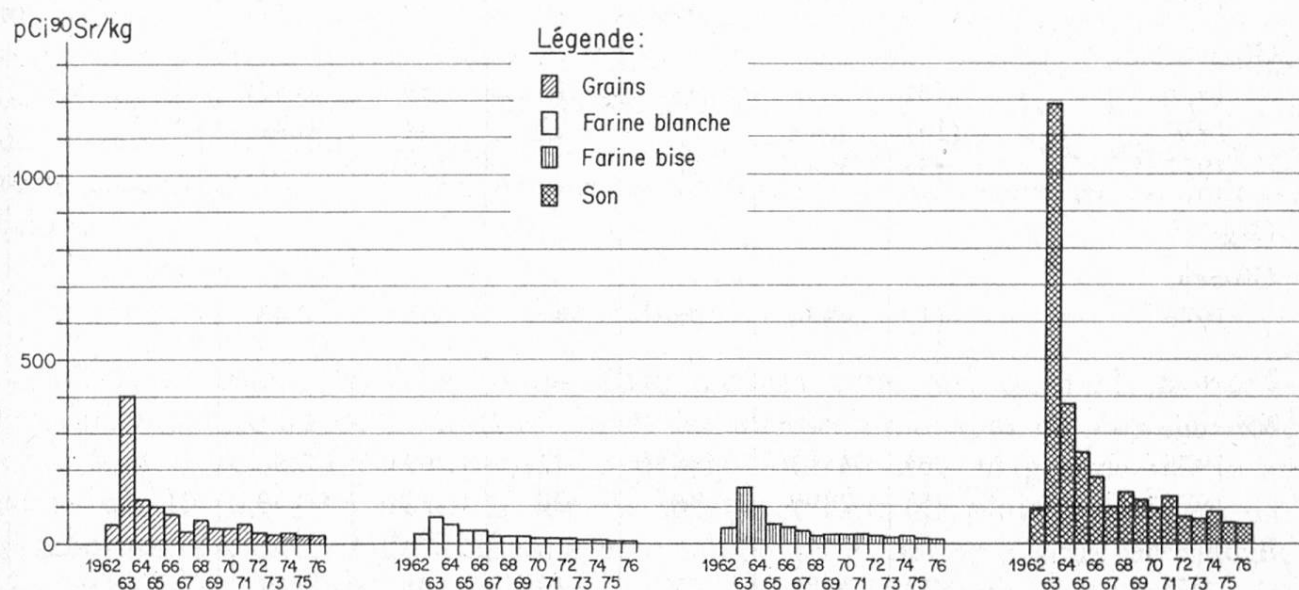 pCi⁹⁰Sr/kg
Légende:
Grains
Farine blanche
Farine bise
Son
1000
500
0
1962 64 66 68 70 72 74 76
63 65 67 69 71 73 75
1962 64 66 68 70 72 74 76
63 65 67 69 71 73 75
1962 64 66 68 70 72 74 76
63 65 67 69 71 73 75
1962 64 66 68 70 72 74 76
63 65 67 69 71 73 75